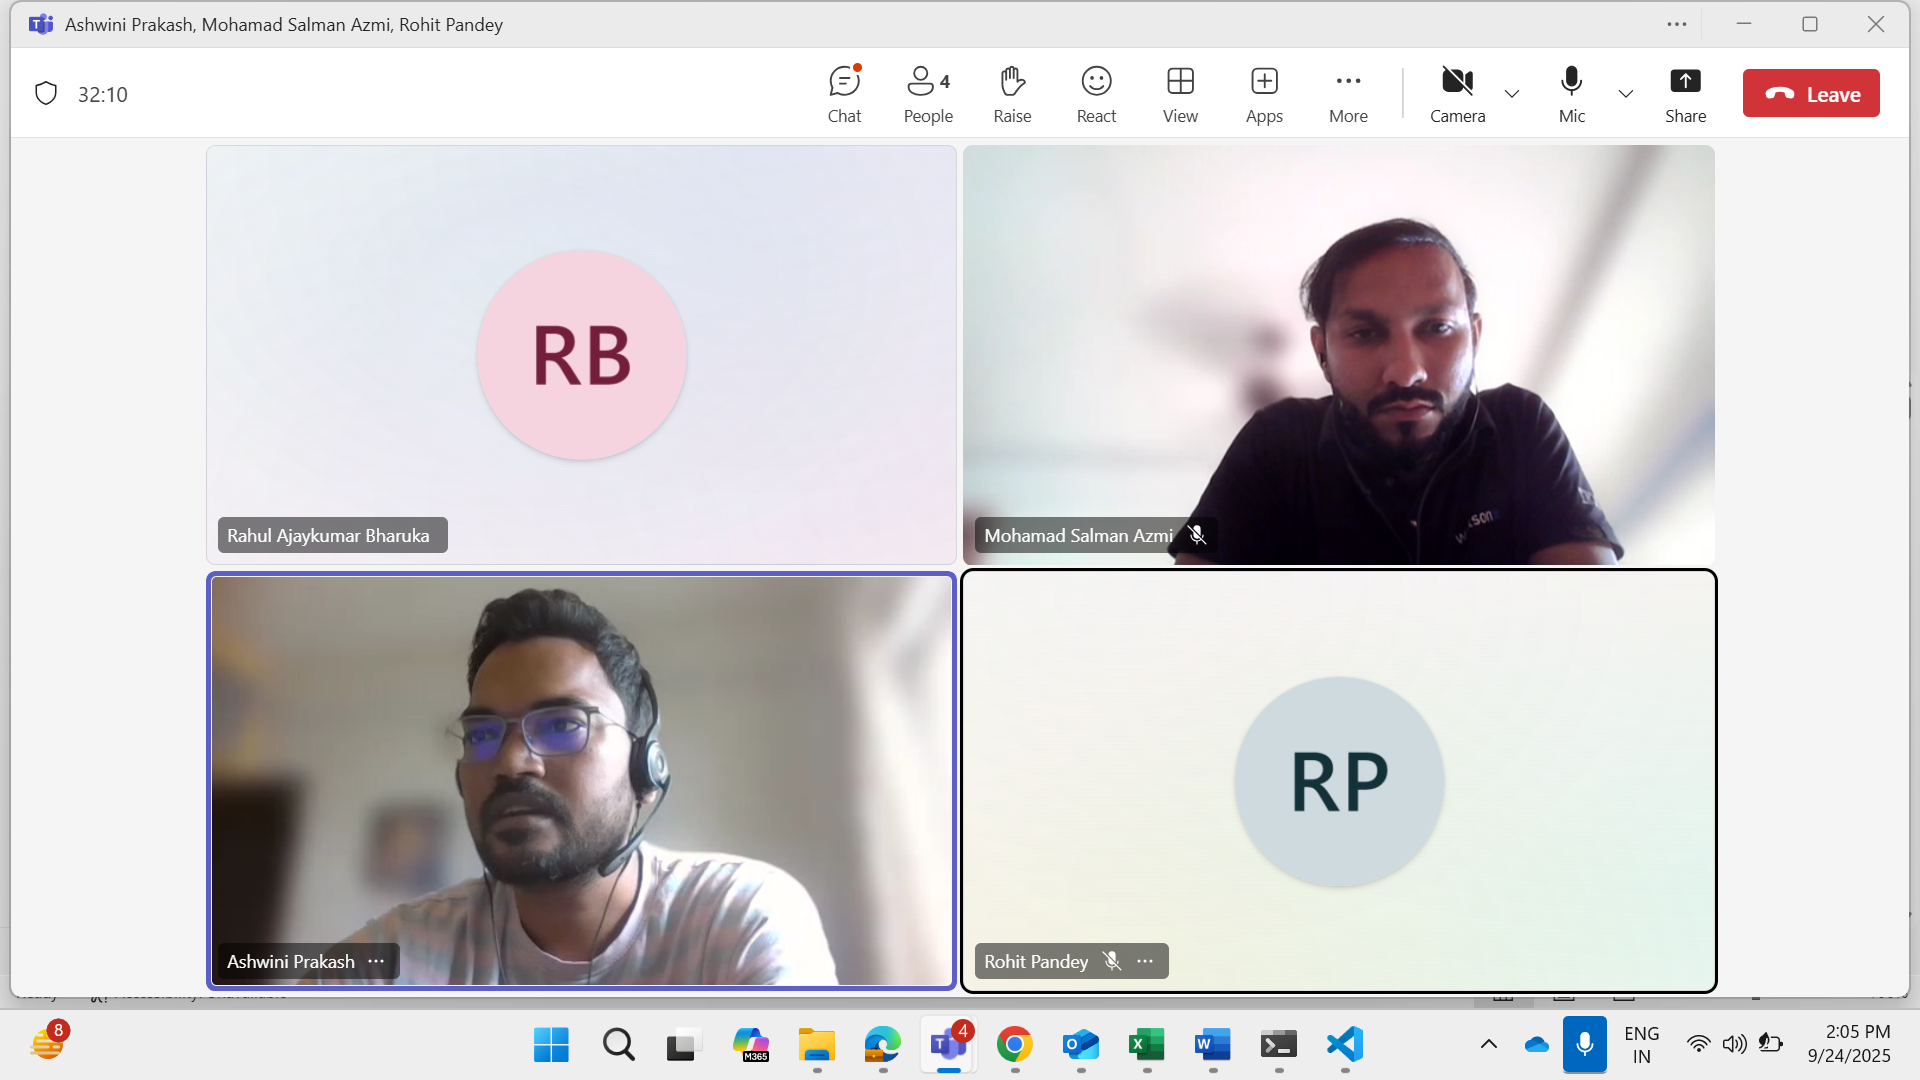 Ashwini Prakash, Mohamad Salman Azmi, Rohit Pandey
32:10
Chat
4
People
Raise
React
View
Apps
More
Camera
Mic
Share
Leave
RB
Rahul Ajaykumar Bharuka
Mohamad Salman Azmi
Ashwini Prakash
RP
Rohit Pandey
8
M365
4
ENG
IN
2:05 PM
9/24/2025